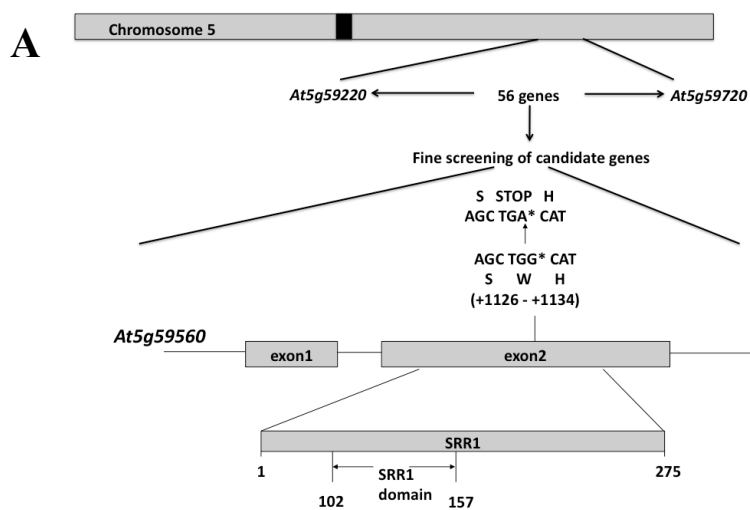 A
Chromosome 5
At5g59220
56 genes
At5g59720
Fine screening of candidate genes
S STOP H
AGC TGA* CAT
AGC TGG* CAT
S W H
(+1126 - +1134)
At5g59560
exon1
exon2
SRR1
1
275
SRR1
domain
102
157